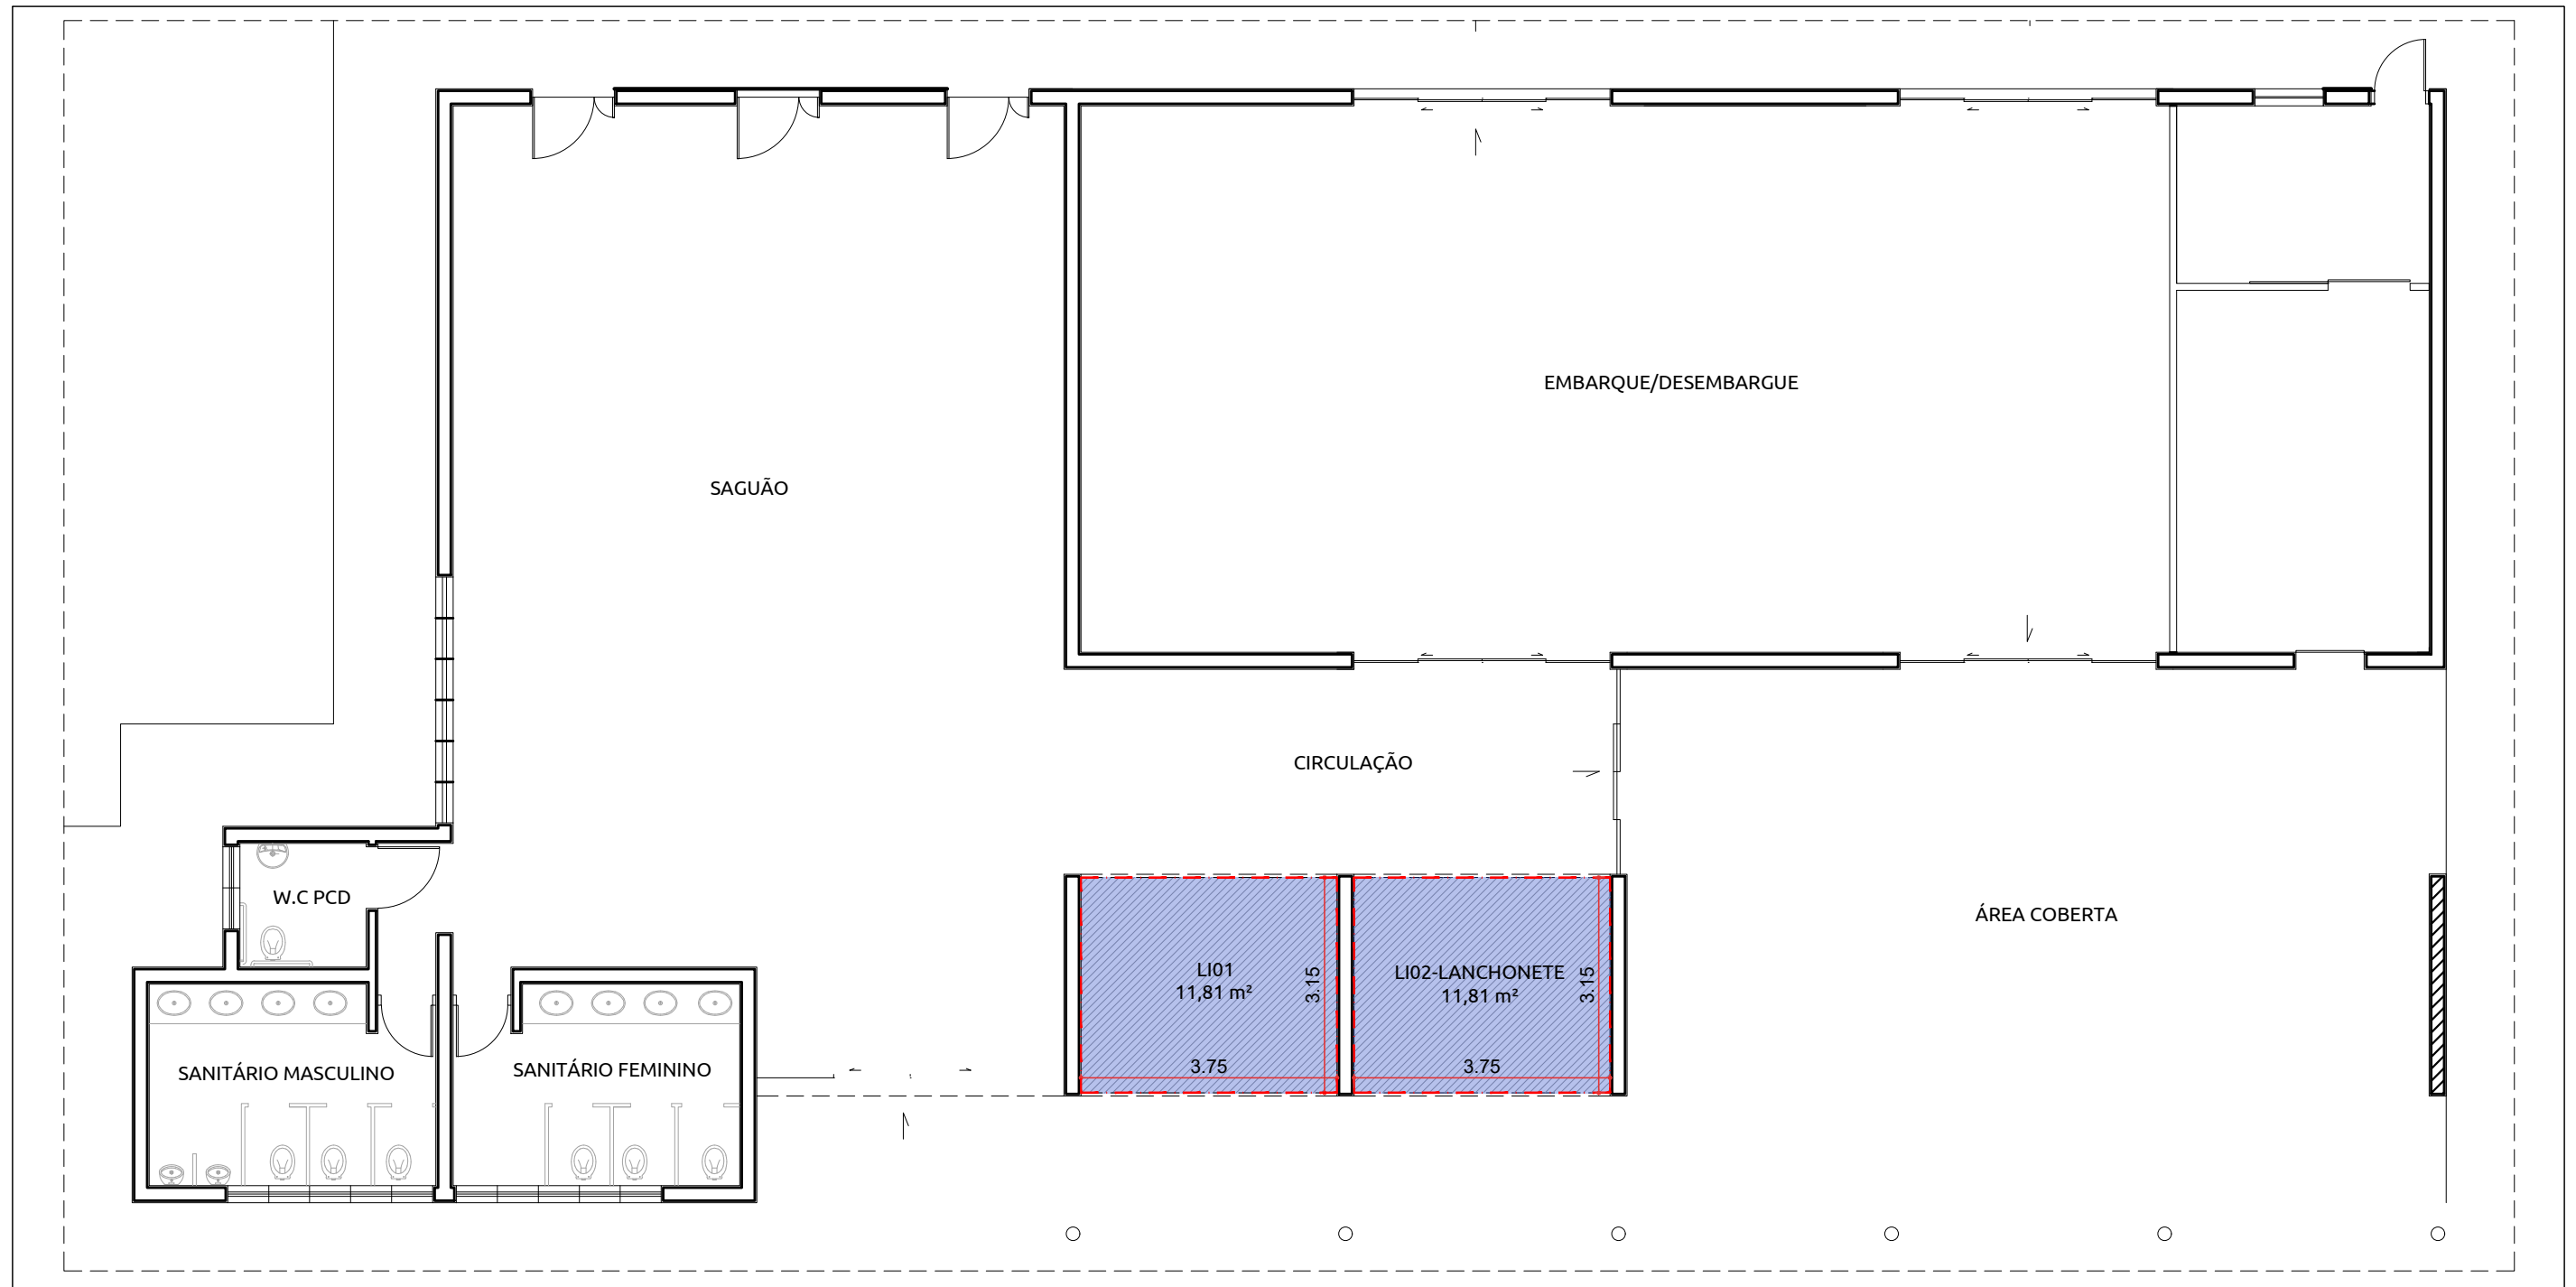 EMBARQUE/DESEMBARGUE
SAGUÃO
CIRCULAÇÃO
W.C PCD
ÁREA COBERTA
LI01
11,81 m²
3.15
3.75
LI02-LANCHONETE
11,81 m²
3.15
3.75
SANITÁRIO MASCULINO
SANITÁRIO FEMININO